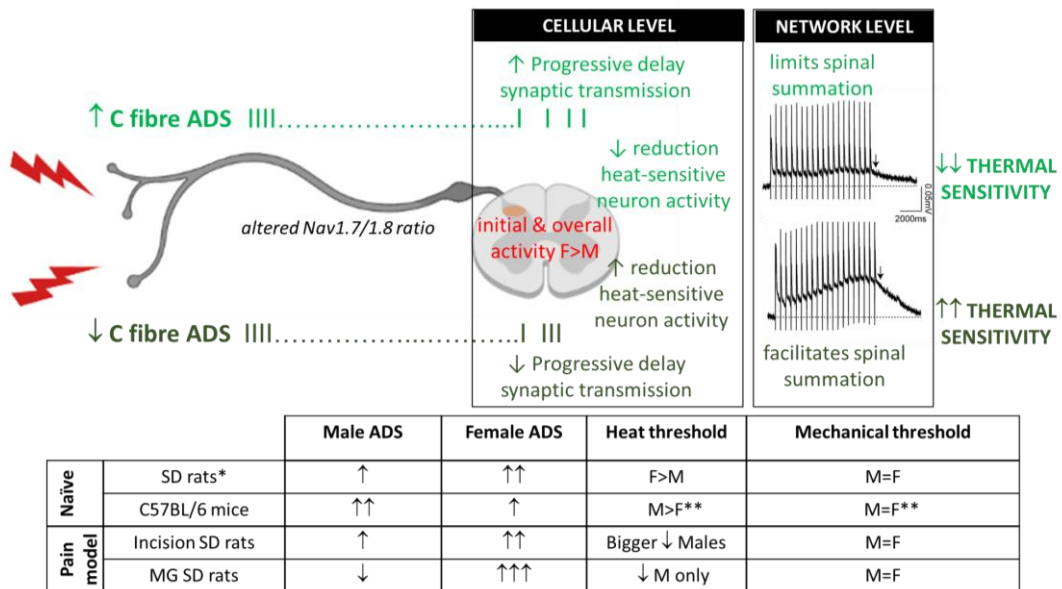 CELLULAR LEVEL
↑ Progressive delay
synaptic transmission
↑ C fibre ADS
↓ reduction
heat-sensitive
neuron activity
altered Nav1.7/1.8 ratio
initial & overall
activity F>M
↑ reduction
heat-sensitive
neuron activity
↓ C fibre ADS
↓ Progressive delay
synaptic transmission
NETWORK LEVEL
limits spinal
summation
0.05mV
2000ms
facilitates spinal
summation
↓↓ THERMAL
SENSITIVITY
↑↑ THERMAL
SENSITIVITY
Male ADS Female ADS Heat threshold Mechanical threshold
Naïve
SD rats* ↑ ↑↑ F>M M=F
C57BL/6 mice ↑↑ ↑ M>F** M=F**
Pain
model
Incision SD rats ↑ ↑↑ Bigger ↓ Males M=F
MG SD rats ↓ ↑↑↑ ↓ M only M=F